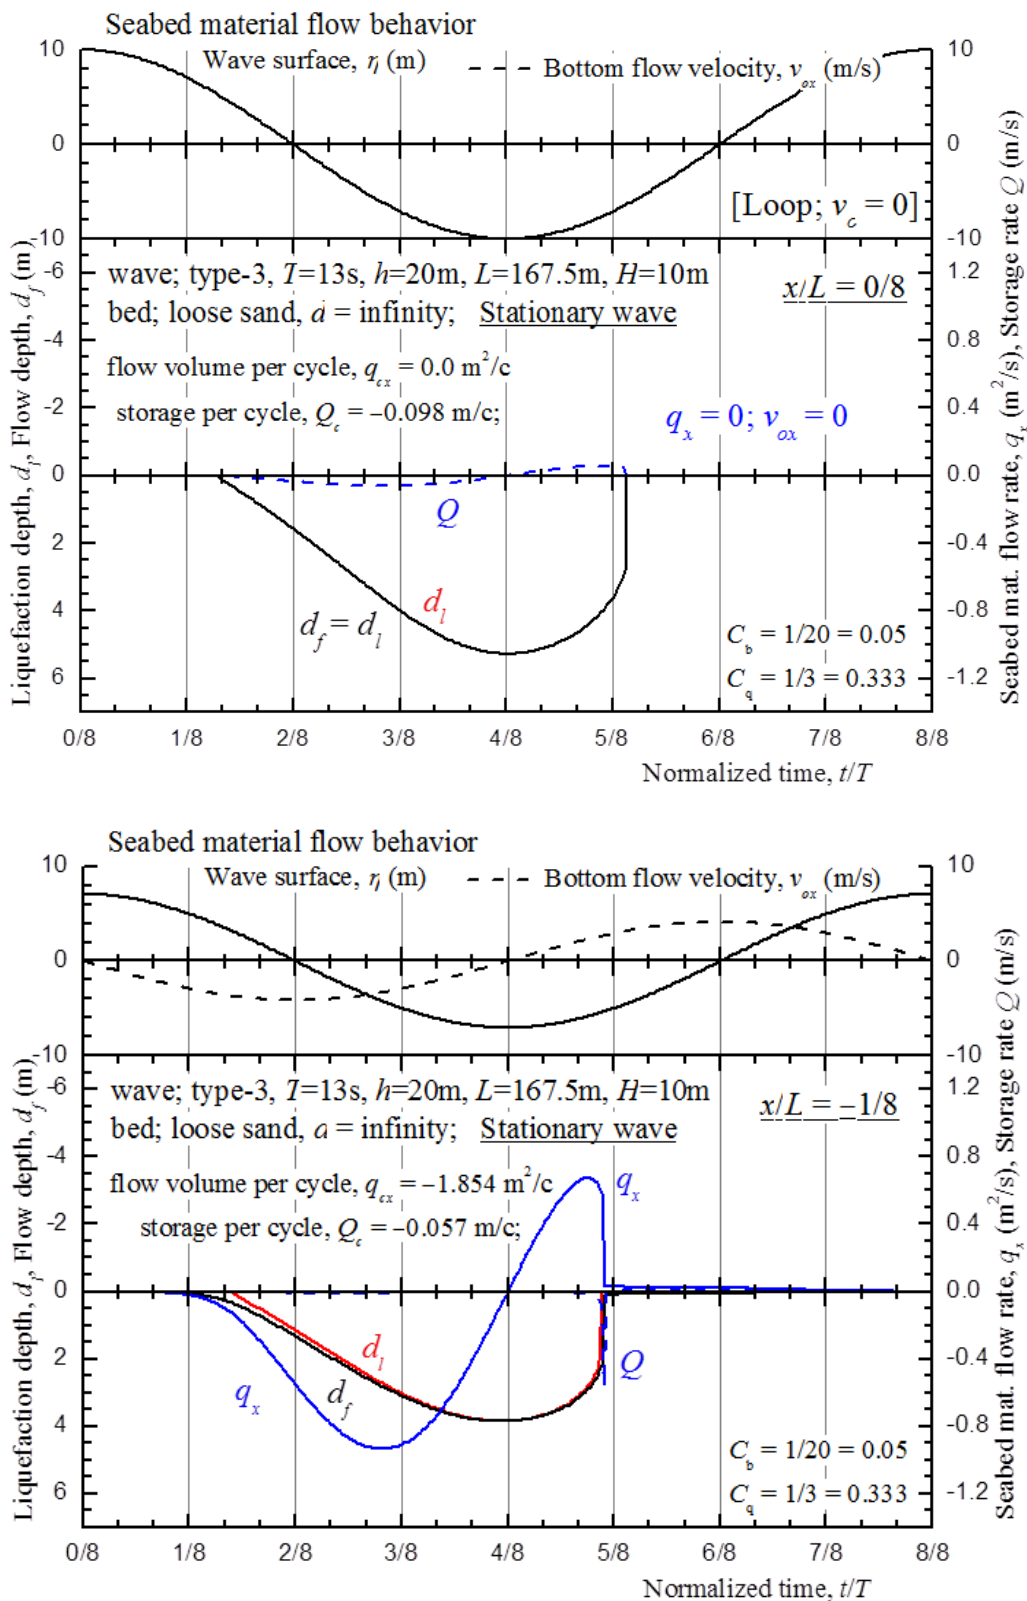 Seabed material flow behavior
Wave surface, η (m)
Bottom flow velocity, vox (m/s)
10
0
-10
10
0
-10
[Loop; vc = 0]
-6
-4
-2
0
2
4
6
1.2
0.8
0.4
0.0
-0.4
-0.8
-1.2
wave; type-3, T=13s, h=20m, L=167.5m, H=10m
x/L = 0/8
bed; loose sand, d = infinity; Stationary wave
flow volume per cycle, qcx = 0.0 m²/c
storage per cycle, Qc = −0.098 m/c;
qx = 0; vox = 0
Q
dl
df = dl
Cb = 1/20 = 0.05
Cq = 1/3 = 0.333
0/8 1/8 2/8 3/8 4/8 5/8 6/8 7/8 8/8
Normalized time, t/T
Liquefaction depth, dl, Flow depth, df (m)
Seabed mat. flow rate, qx (m²/s), Storage rate Q (m/s)
Seabed material flow behavior
Wave surface, η (m)
Bottom flow velocity, vox (m/s)
10
0
-10
10
0
-10
-6
-4
-2
0
2
4
6
1.2
0.8
0.4
0.0
-0.4
-0.8
-1.2
wave; type-3, T=13s, h=20m, L=167.5m, H=10m
x/L = −1/8
bed; loose sand, d = infinity; Stationary wave
flow volume per cycle, qcx = −1.854 m²/c
storage per cycle, Qc = −0.057 m/c;
qx
dl
Q
qx
df
Cb = 1/20 = 0.05
Cq = 1/3 = 0.333
0/8 1/8 2/8 3/8 4/8 5/8 6/8 7/8 8/8
Normalized time, t/T
Liquefaction depth, dl, Flow depth, df (m)
Seabed mat. flow rate, qx (m²/s), Storage rate Q (m/s)